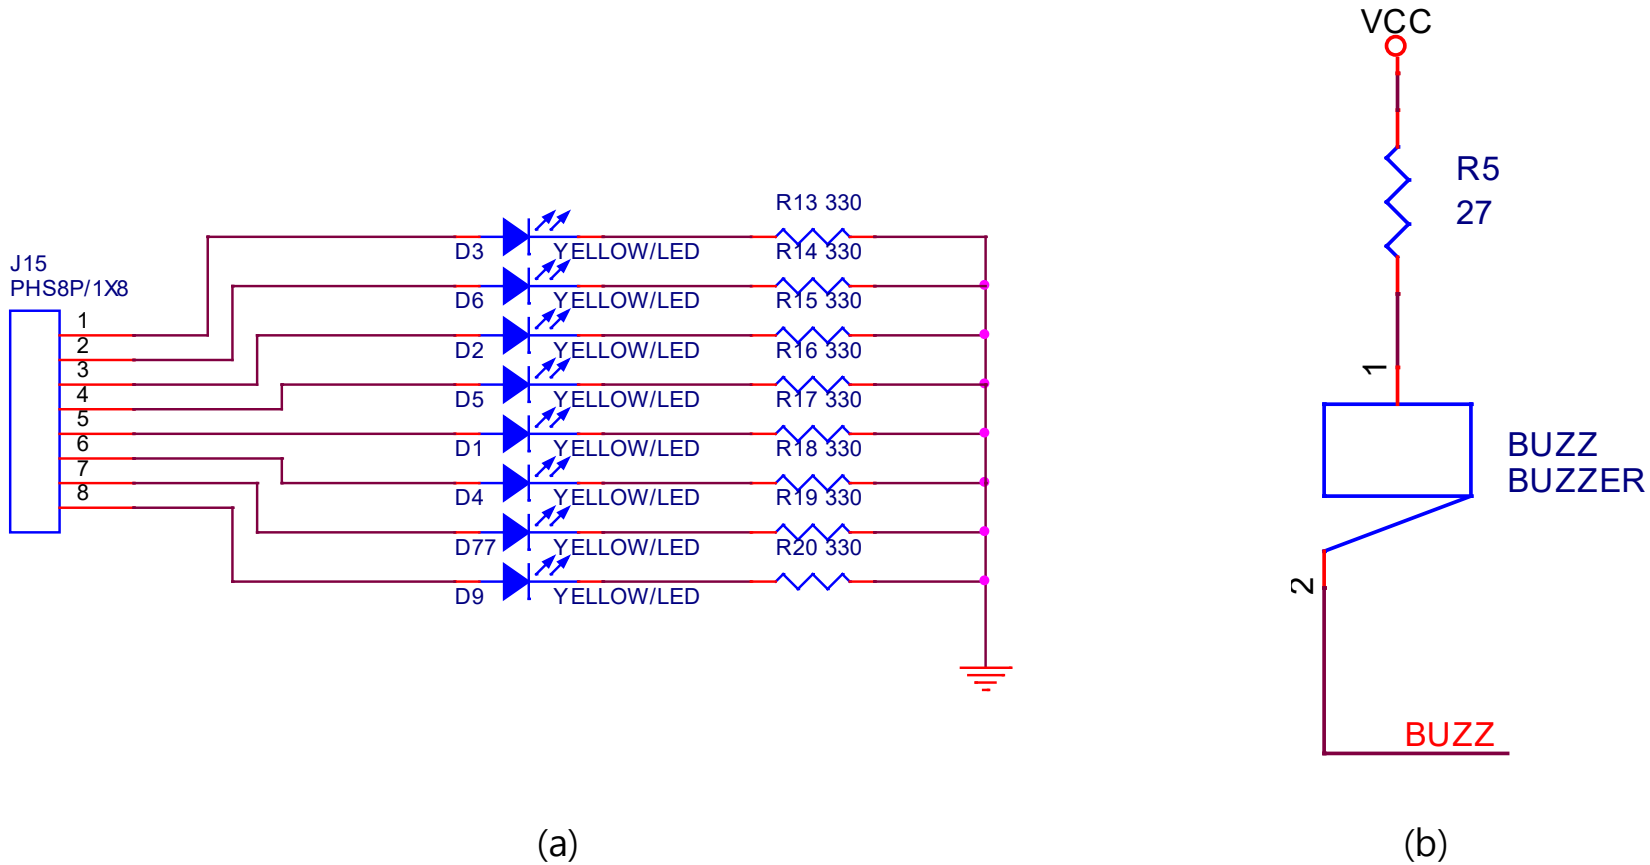 VCC
R5
27
1
BUZZ
BUZZER
2
BUZZ
J15
PHS8P/1X8
1
2
3
4
5
6
7
8
R13 330
D3 YELLOW/LED R14 330
D6 YELLOW/LED R15 330
D2 YELLOW/LED R16 330
D5 YELLOW/LED R17 330
D1 YELLOW/LED R18 330
D4 YELLOW/LED R19 330
D77 YELLOW/LED R20 330
D9 YELLOW/LED
(a)
(b)